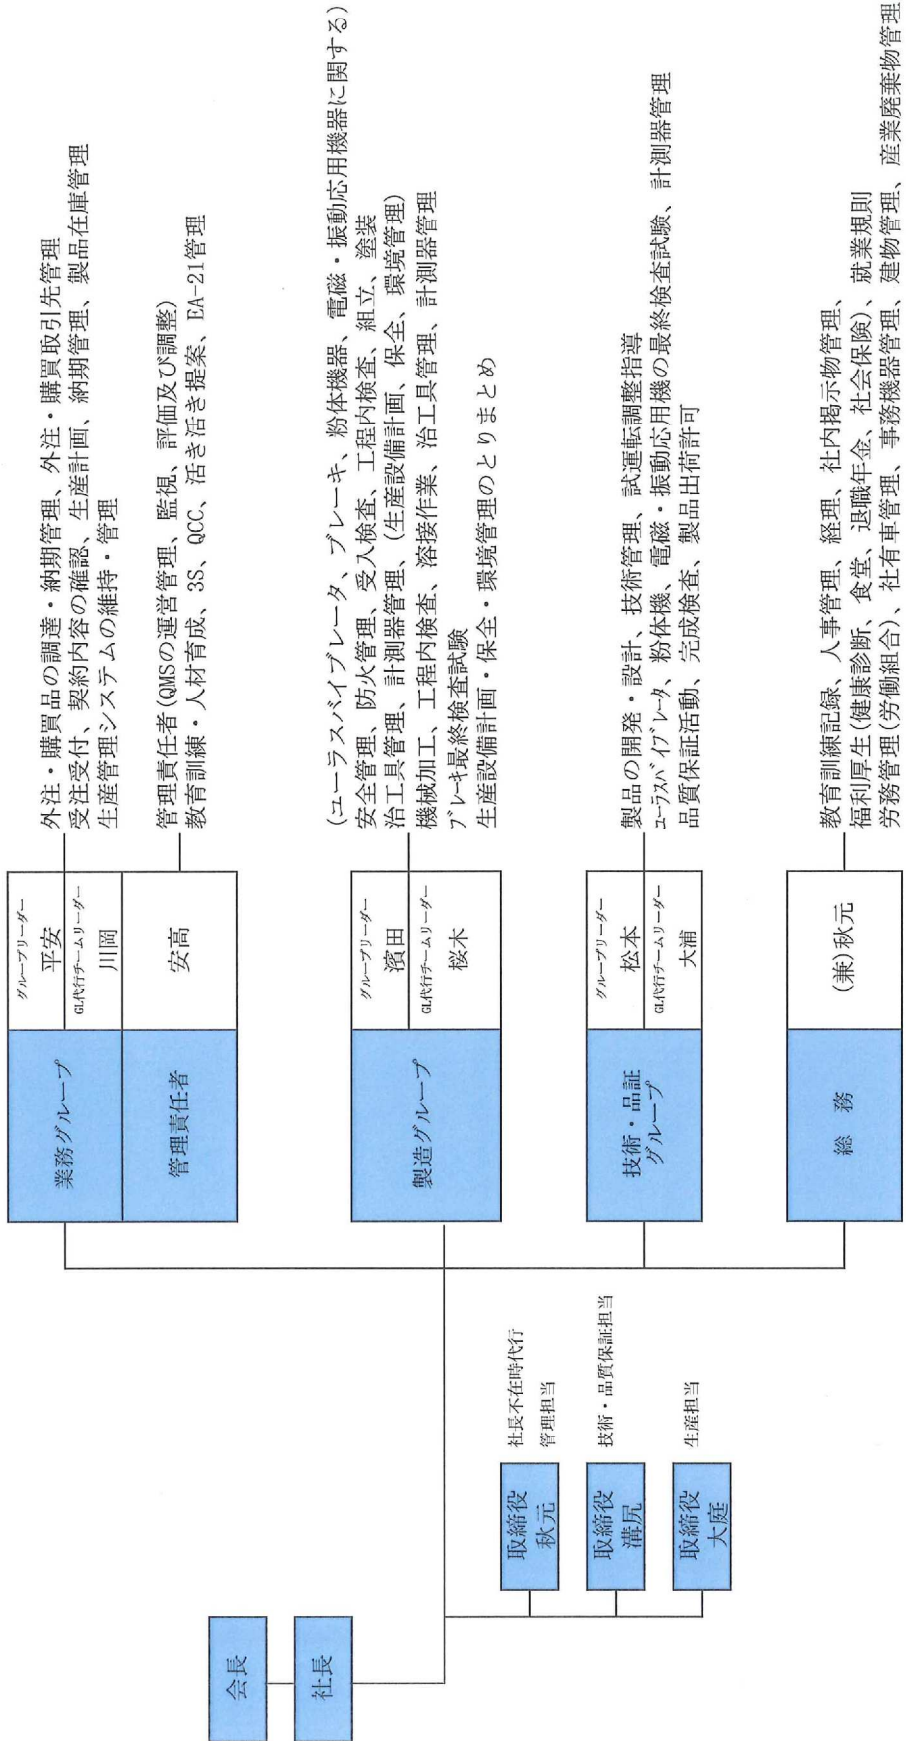 会長
社長
取締役
秋元
社長不在時代行
管理担当
取締役
溝尻
技術・品質保証担当
取締役
大庭
生産担当
業務グループ
グループリーダー
平安
GL代行チームリーダー
川岡
外注・購買品の調達・納期管理、外注・購買取引先管理
受注受付、契約内容の確認、生産計画、納期管理、製品在庫管理
生産管理システムの維持・管理
管理責任者
安高
管理責任者(QMSの運営管理、監視、評価及び調整)
教育訓練・人材育成、3S、QCC、活き活き提案、EA-21管理
製造グループ
グループリーダー
濱田
GL代行チームリーダー
桜木
(ユーラスバイブレータ、ブレーキ、粉体機器、電磁・振動応用機器に関する)
安全管理、防火管理、受入検査、工程内検査、組立、塗装
治工具管理、計測器管理、(生産設備計画、保全、環境管理)
機械加工、工程内検査、溶接作業、治工具管理、計測器管理
ブレーキ最終検査試験
生産設備計画・保全・環境管理のとりまとめ
技術・品証
グループ
グループリーダー
松本
GL代行チームリーダー
大浦
製品の開発・設計、技術管理、試運転調整指導
ユーラスバイブレータ、粉体機、電磁・振動応用機の最終検査試験、計測器管理
品質保証活動、完成検査、製品出荷許可
総 務
(兼)秋元
教育訓練記録、人事管理、経理、社内掲示物管理、
福利厚生(健康診断、食堂、退職年金、社会保険)、就業規則
労務管理(労働組合)、社有車管理、事務機器管理、建物管理、産業廃棄物管理